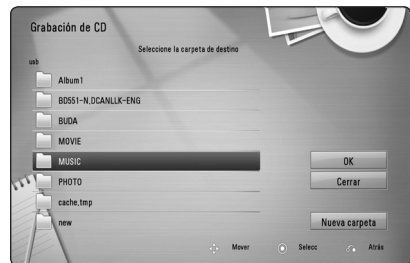 Grabación de CD
Seleccione la carpeta de destino
usb
Album1
BD551-N.DCANLLK-ENG
BUDA
MOVIE
MUSIC
PHOTO
cache,tmp
new
OK
Cerrar
Nueva carpeta
Mover Selecc Atrás